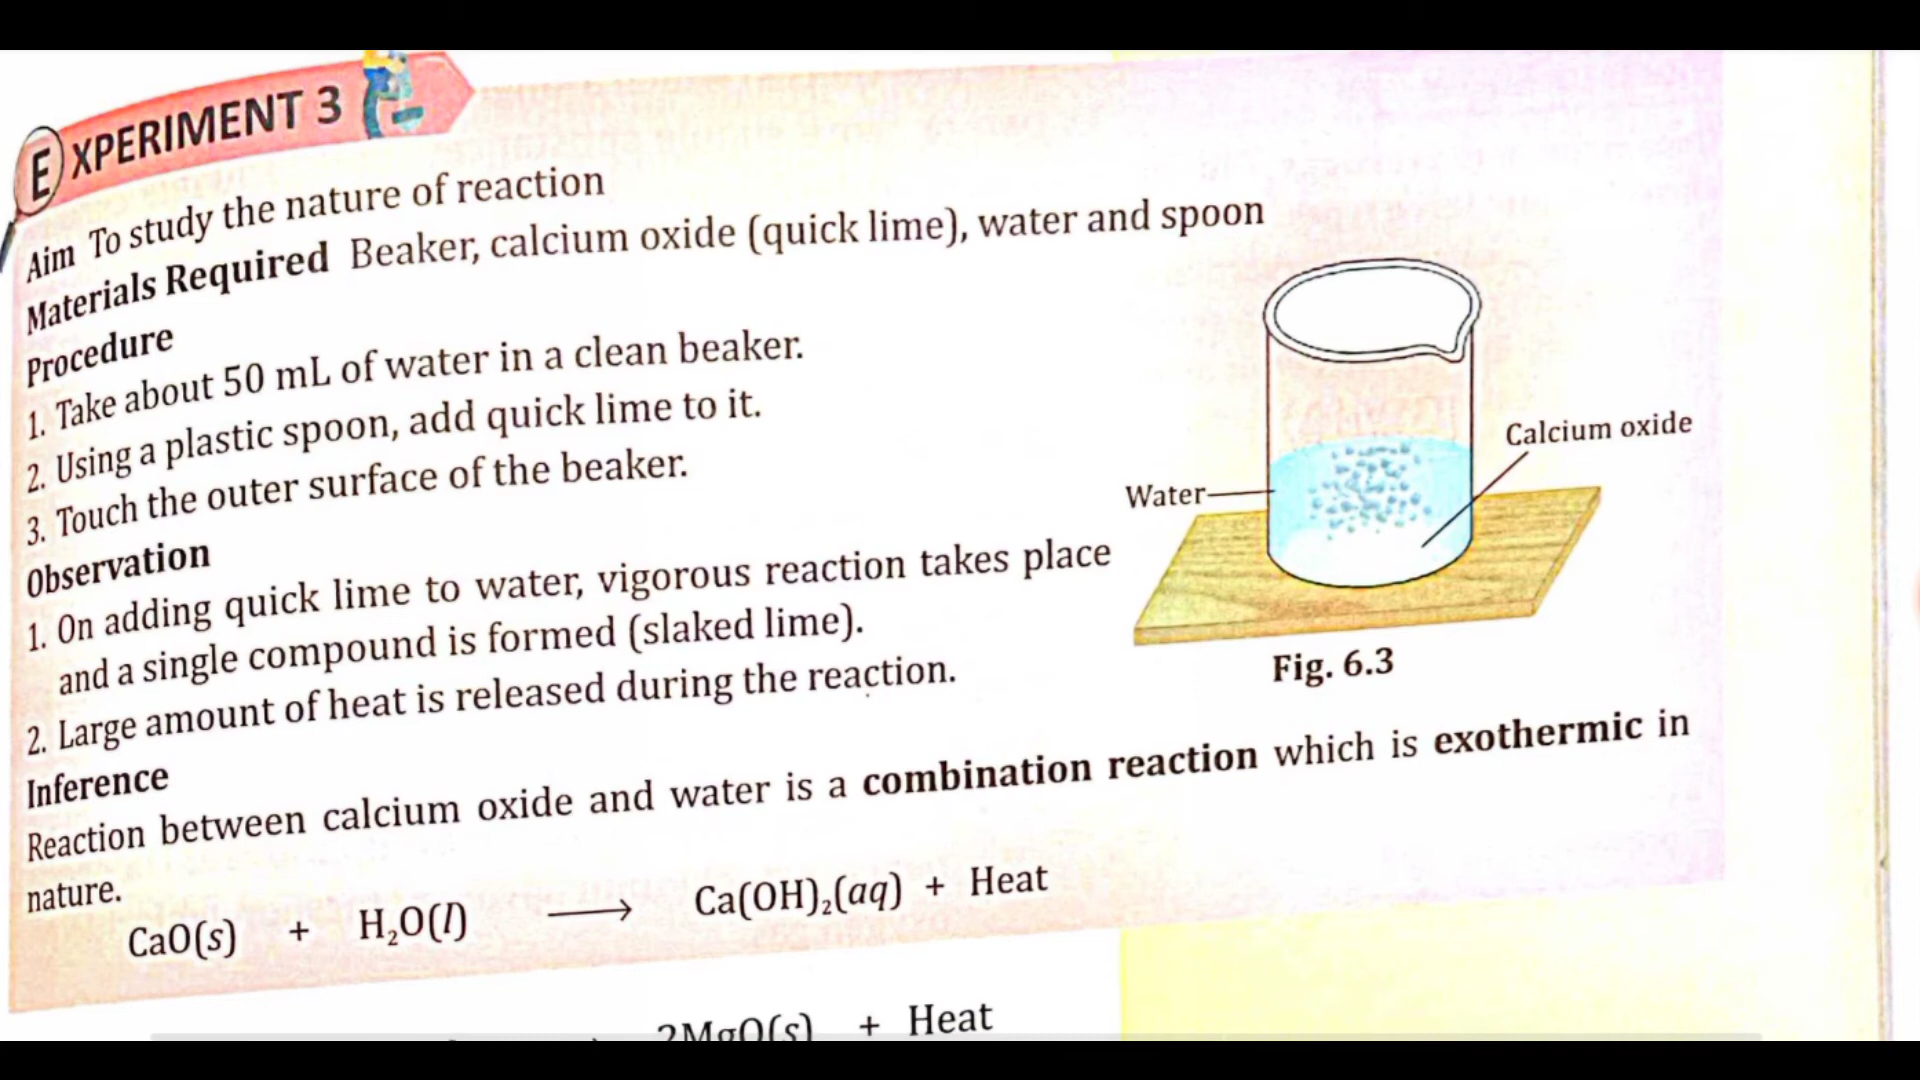 EXPERIMENT 3
Aim To study the nature of reaction
Materials Required Beaker, calcium oxide (quick lime), water and spoon
Procedure
1. Take about 50 mL of water in a clean beaker.
2. Using a plastic spoon, add quick lime to it.
3. Touch the outer surface of the beaker.
Observation
1. On adding quick lime to water, vigorous reaction takes place
and a single compound is formed (slaked lime).
2. Large amount of heat is released during the reaction.
Water
Calcium oxide
Fig. 6.3
Inference
Reaction between calcium oxide and water is a combination reaction which is exothermic in
nature.
CaO(s) + H₂O(l) ⟶ Ca(OH)₂(aq) + Heat
2MgO(s) + Heat